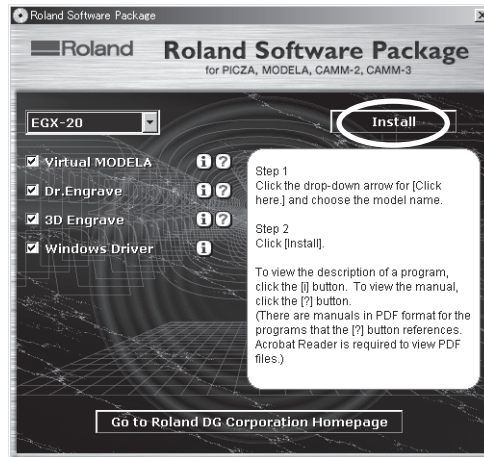 Roland Software Package
Roland
Roland Software Package
for PICZA, MODELA, CAMM-2, CAMM-3
EGX-20
Install
Virtual MODELA
i ?
Dr.Engrave
i ?
3D Engrave
i ?
Windows Driver
i
Step 1
Click the drop-down arrow for [Click
here.] and choose the model name.
Step 2
Click [Install].
To view the description of a program,
click the [i] button. To view the manual,
click the [?] button.
(There are manuals in PDF format for the
programs that the [?] button references.
Acrobat Reader is required to view PDF
files.)
Go to Roland DG Corporation Homepage